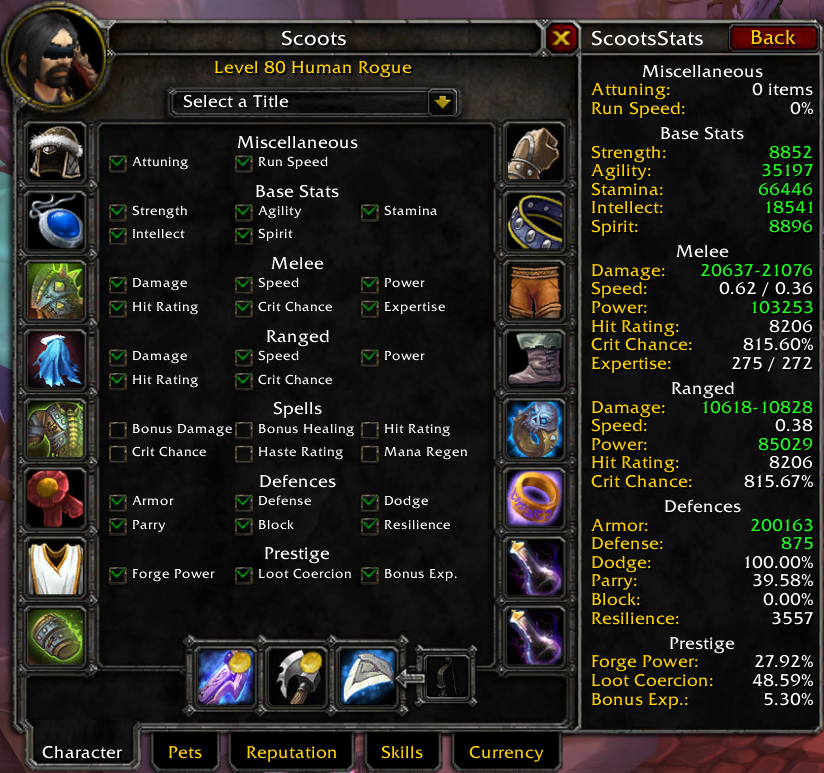 Scoots
Level 80 Human Rogue
Select a Title
Miscellaneous
Attuning Run Speed
Base Stats
Strength Agility Stamina
Intellect Spirit
Melee
Damage Speed Power
Hit Rating Crit Chance Expertise
Ranged
Damage Speed Power
Hit Rating Crit Chance
Spells
Bonus Damage Bonus Healing Hit Rating
Crit Chance Haste Rating Mana Regen
Defences
Armor Defense Dodge
Parry Block Resilience
Prestige
Forge Power Loot Coercion Bonus Exp.
Character Pets Reputation Skills Currency
ScootsStats Back
Miscellaneous
Attuning: 0 items
Run Speed: 0%
Base Stats
Strength: 8852
Agility: 35197
Stamina: 66446
Intellect: 18541
Spirit: 8896
Melee
Damage: 20637-21076
Speed: 0.62 / 0.36
Power: 103253
Hit Rating: 8206
Crit Chance: 815.60%
Expertise: 275 / 272
Ranged
Damage: 10618-10828
Speed: 0.38
Power: 85029
Hit Rating: 8206
Crit Chance: 815.67%
Defences
Armor: 200163
Defense: 875
Dodge: 100.00%
Parry: 39.58%
Block: 0.00%
Resilience: 3557
Prestige
Forge Power: 27.92%
Loot Coercion: 48.59%
Bonus Exp.: 5.30%